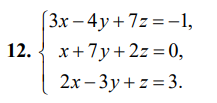 12. { 3x – 4y + 7z = –1,
x + 7y + 2z = 0,
2x – 3y + z = 3.